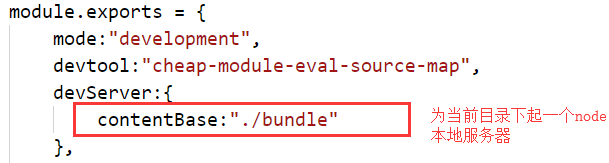 module.exports = {
mode:"development",
devtool:"cheap-module-eval-source-map",
devServer:{
contentBase:"./bundle"
},
为当前目录下起一个node
本地服务器